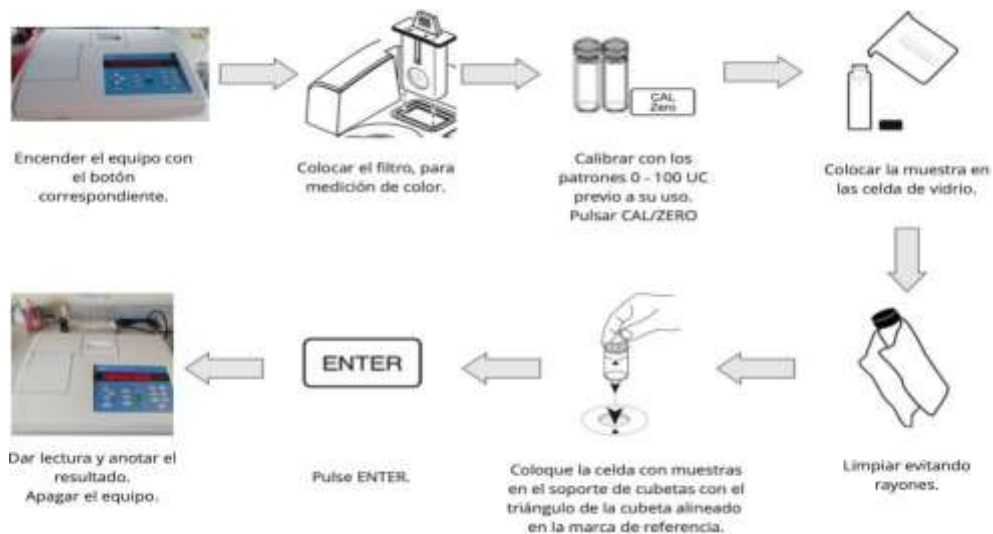 Encender el equipo con
el botón
correspondiente.
Colocar el filtro, para
medición de color.
CAL
Zero
Calibrar con los
patrones 0 - 100 UC
previo a su uso.
Pulsar CAL/ZERO
Colocar la muestra en
las celda de vidrio.
Limpiar evitando
rayones.
Coloque la celda con muestras
en el soporte de cubetas con el
triángulo de la cubeta alineado
en la marca de referencia.
ENTER
Pulse ENTER.
Dar lectura y anotar el
resultado.
Apagar el equipo.